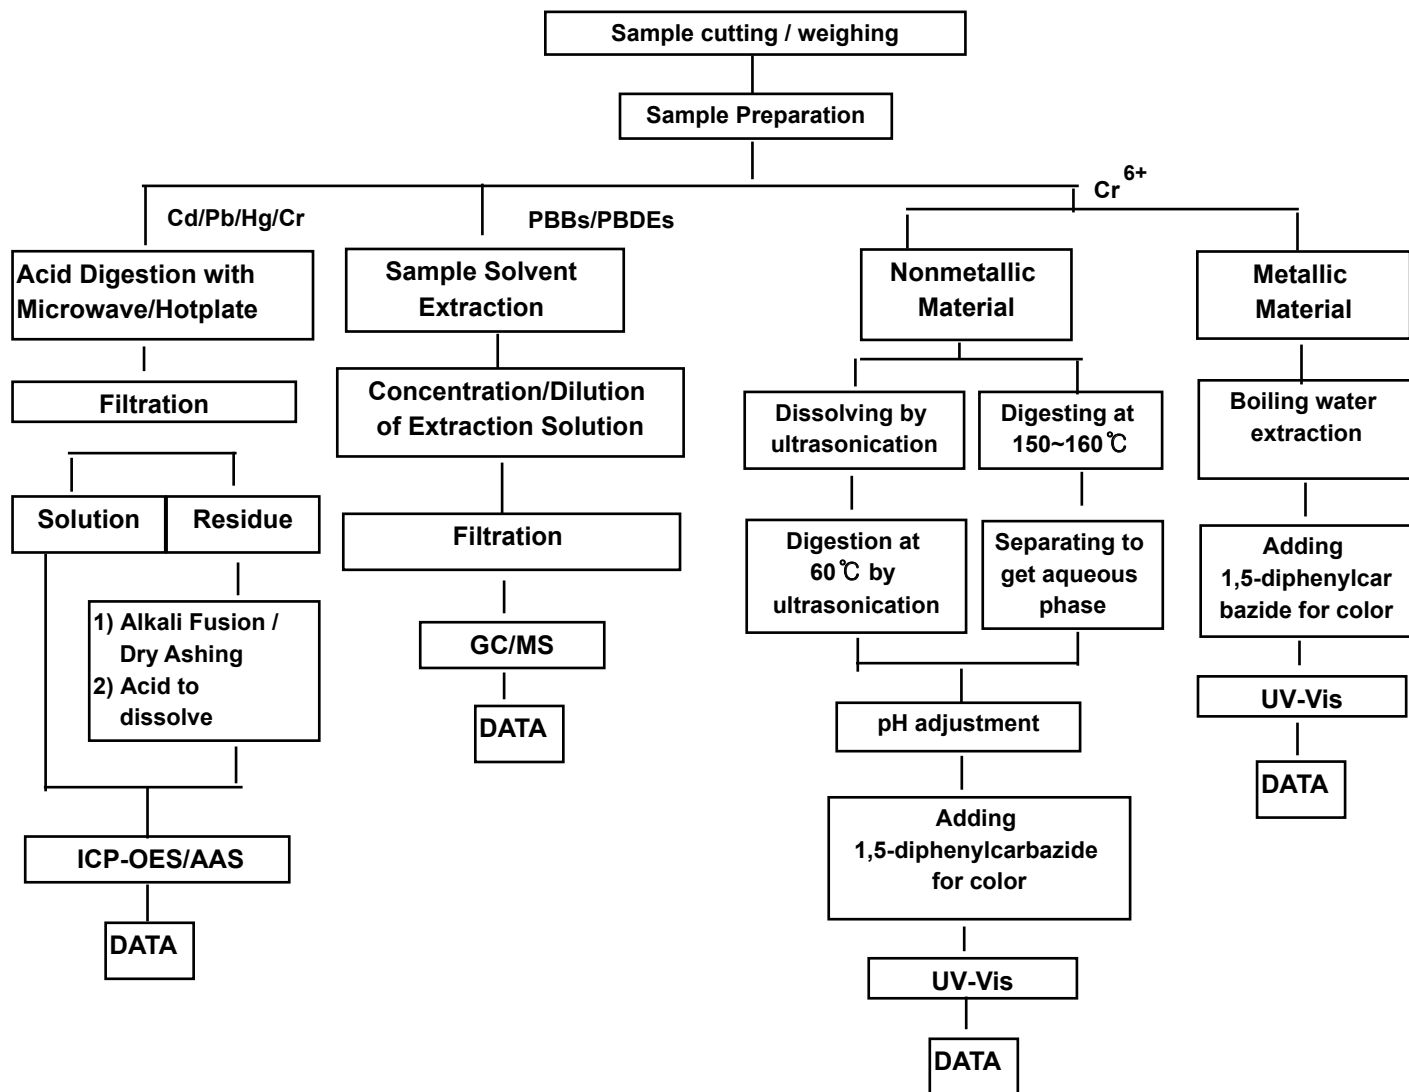 Sample cutting / weighing
Sample Preparation
Cr 6+
Cd/Pb/Hg/Cr
PBBs/PBDEs
Acid Digestion with
Microwave/Hotplate
Filtration
Solution
Residue
1) Alkali Fusion /
Dry Ashing
2) Acid to
dissolve
ICP-OES/AAS
DATA
Sample Solvent
Extraction
Concentration/Dilution
of Extraction Solution
Filtration
GC/MS
DATA
Nonmetallic
Material
Dissolving by
ultrasonication
Digestion at
60℃ by
ultrasonication
Digesting at
150~160℃
Separating to
get aqueous
phase
pH adjustment
Adding
1,5-diphenylcarbazide
for color
UV-Vis
DATA
Metallic
Material
Boiling water
extraction
Adding
1,5-diphenylcar
bazide for color
UV-Vis
DATA